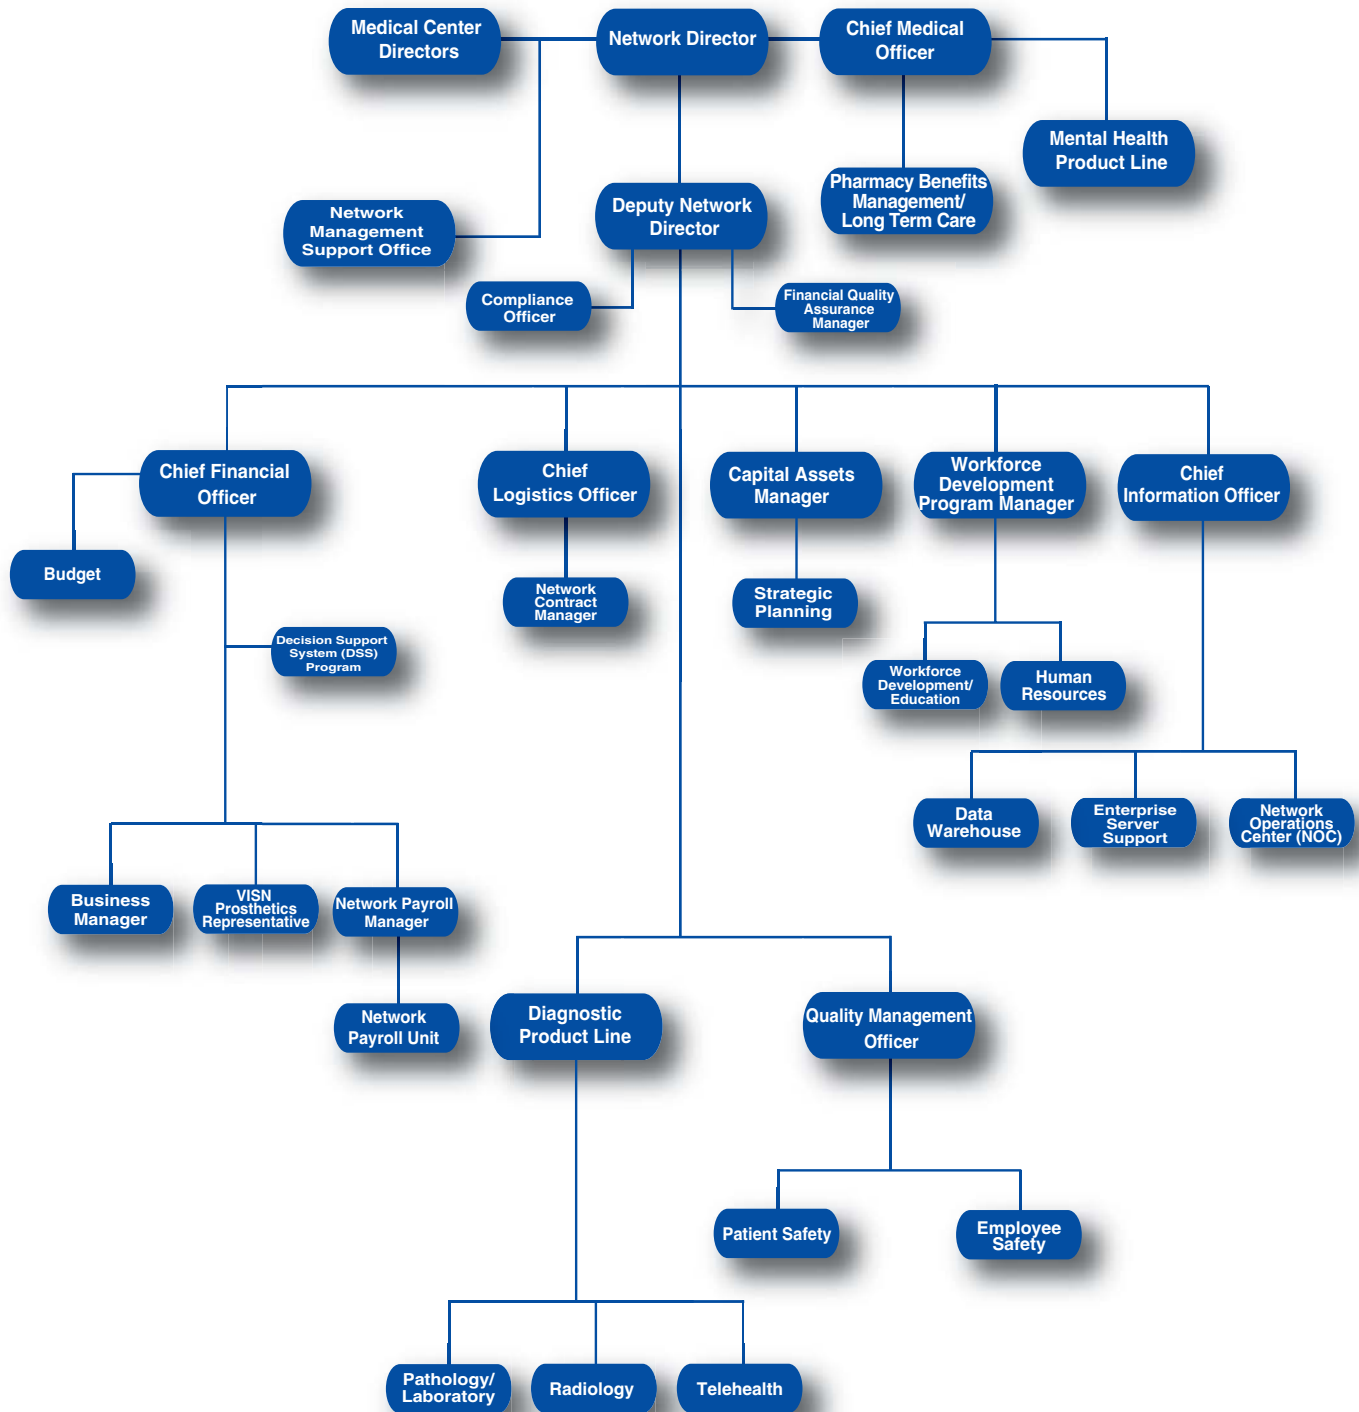 Medical Center
Directors
Network Director
Chief Medical
Officer
Mental Health
Product Line
Pharmacy Benefits
Management/
Long Term Care
Deputy Network
Director
Network
Management
Support Office
Compliance
Officer
Financial Quality
Assurance
Manager
Chief Financial
Officer
Chief
Logistics Officer
Capital Assets
Manager
Workforce
Development
Program Manager
Chief
Information Officer
Budget
Network
Contract
Manager
Strategic
Planning
Decision Support
System (DSS)
Program
Workforce
Development/
Education
Human
Resources
Data
Warehouse
Enterprise
Server
Support
Network
Operations
Center (NOC)
Business
Manager
VISN
Prosthetics
Representative
Network Payroll
Manager
Network
Payroll Unit
Diagnostic
Product Line
Quality Management
Officer
Patient Safety
Employee
Safety
Pathology/
Laboratory
Radiology
Telehealth